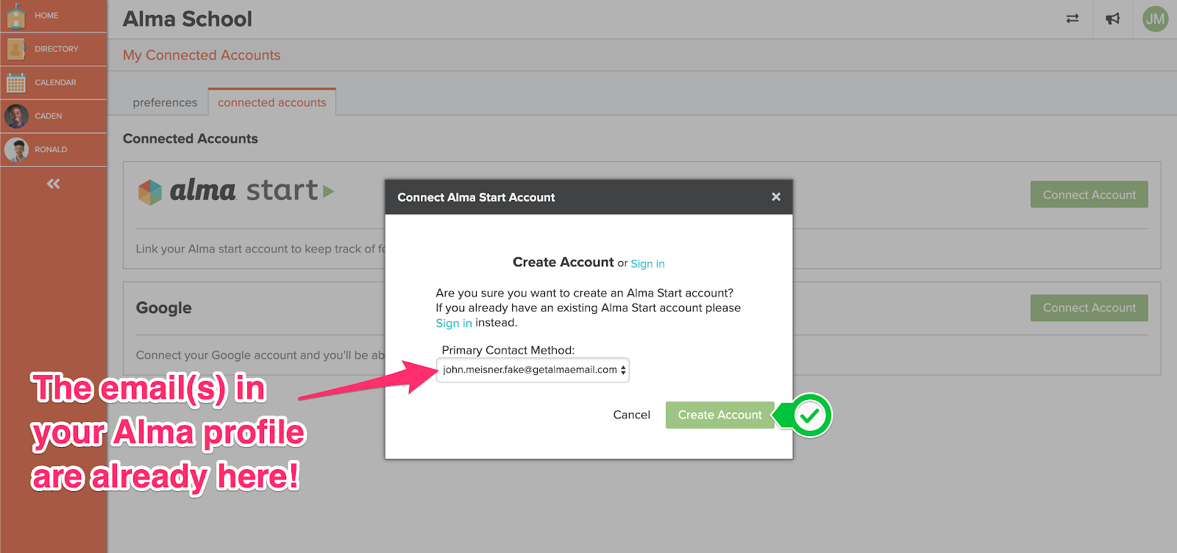 HOME
DIRECTORY
CALENDAR
CADEN
RONALD
Alma School
JM
My Connected Accounts
preferences
connected accounts
Connected Accounts
alma start
Connect Account
Link your Alma start account to keep track of
Google
Connect Account
Connect your Google account and you'll be
Connect Alma Start Account
Create Account or Sign in
Are you sure you want to create an Alma Start account?
If you already have an existing Alma Start account please
Sign in instead.
Primary Contact Method:
john.meisner.fake@getalmaemail.com
Cancel
Create Account
The email(s) in
your Alma profile
are already here!